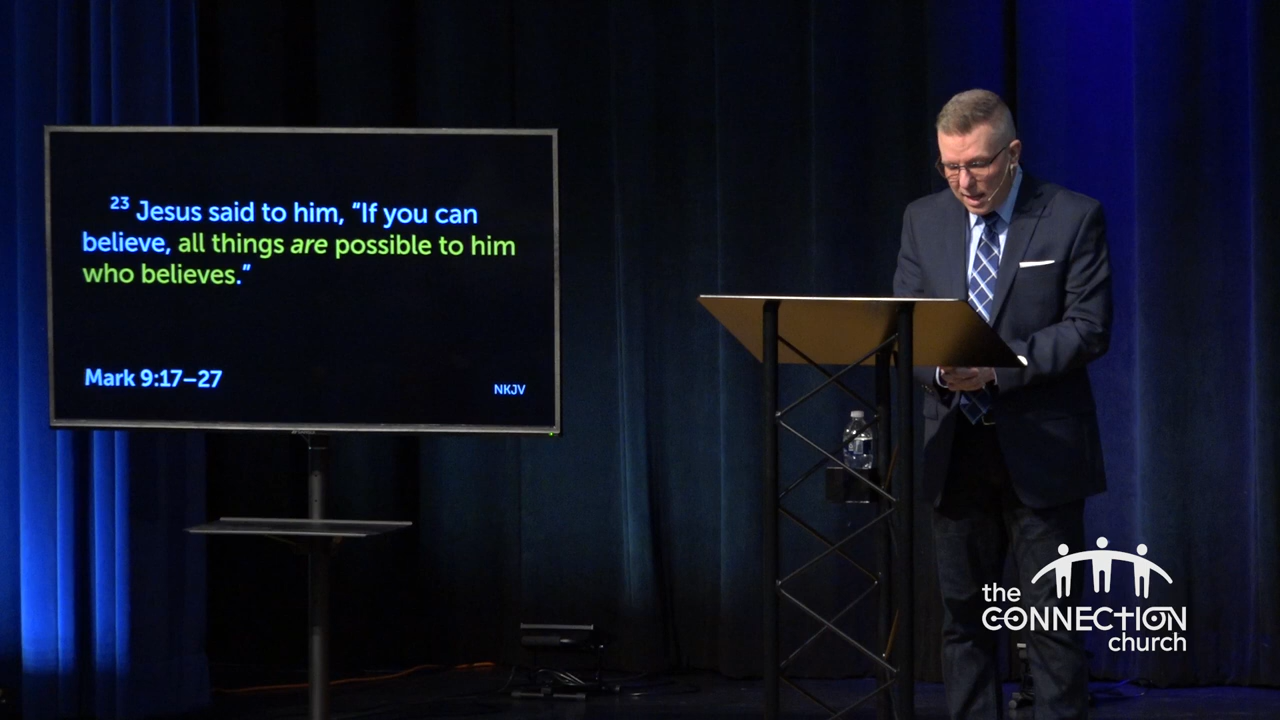 23 Jesus said to him, “If you can
believe, all things are possible to him
who believes.”
Mark 9:17–27
NKJV
the
CONNECTION
church